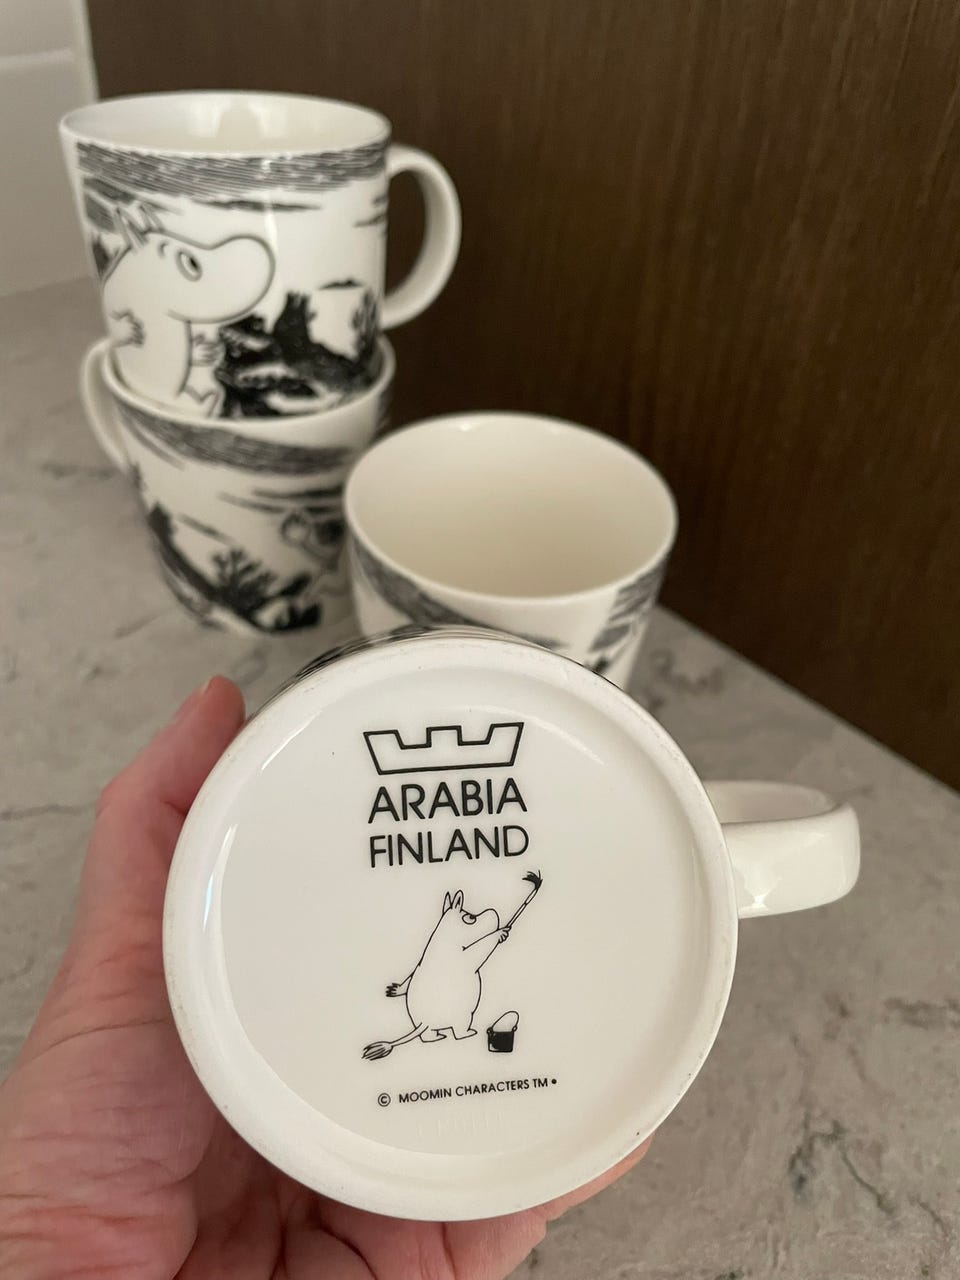 ARABIA
FINLAND
© MOOMIN CHARACTERS TM •